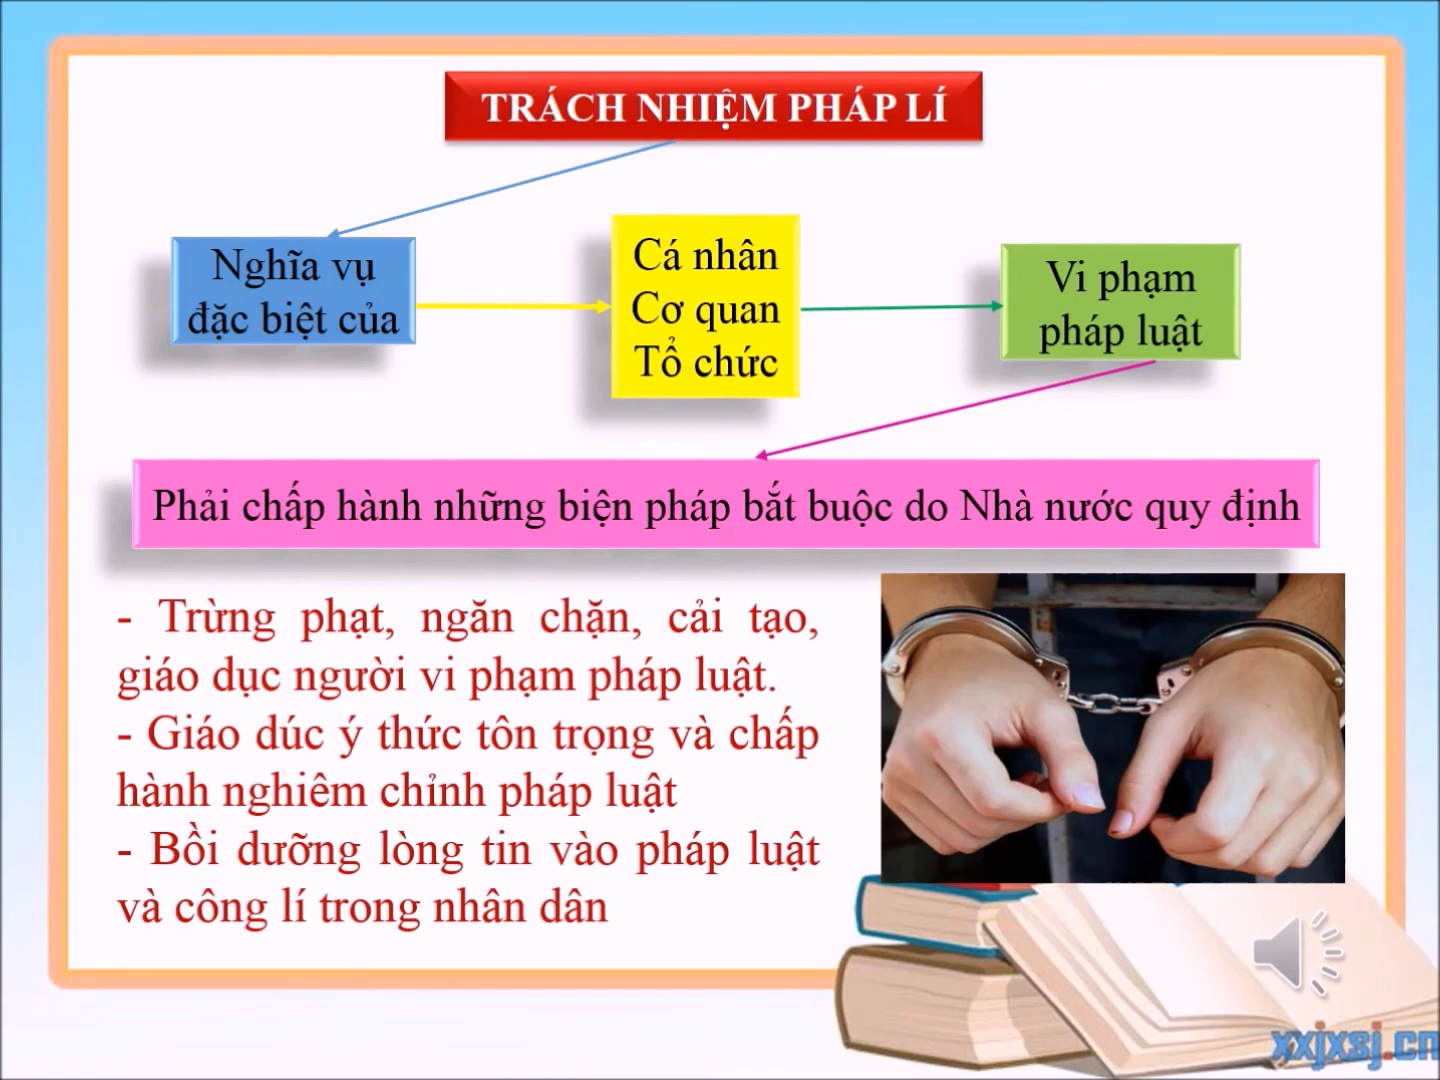 TRÁCH NHIỆM PHÁP LÍ
Nghĩa vụ
đặc biệt của
Cá nhân
Cơ quan
Tổ chức
Vi phạm
pháp luật
Phải chấp hành những biện pháp bắt buộc do Nhà nước quy định
- Trừng phạt, ngăn chặn, cải tạo,
giáo dục người vi phạm pháp luật.
- Giáo dúc ý thức tôn trọng và chấp
hành nghiêm chỉnh pháp luật
- Bồi dưỡng lòng tin vào pháp luật
và công lí trong nhân dân
xxjxsj.cn